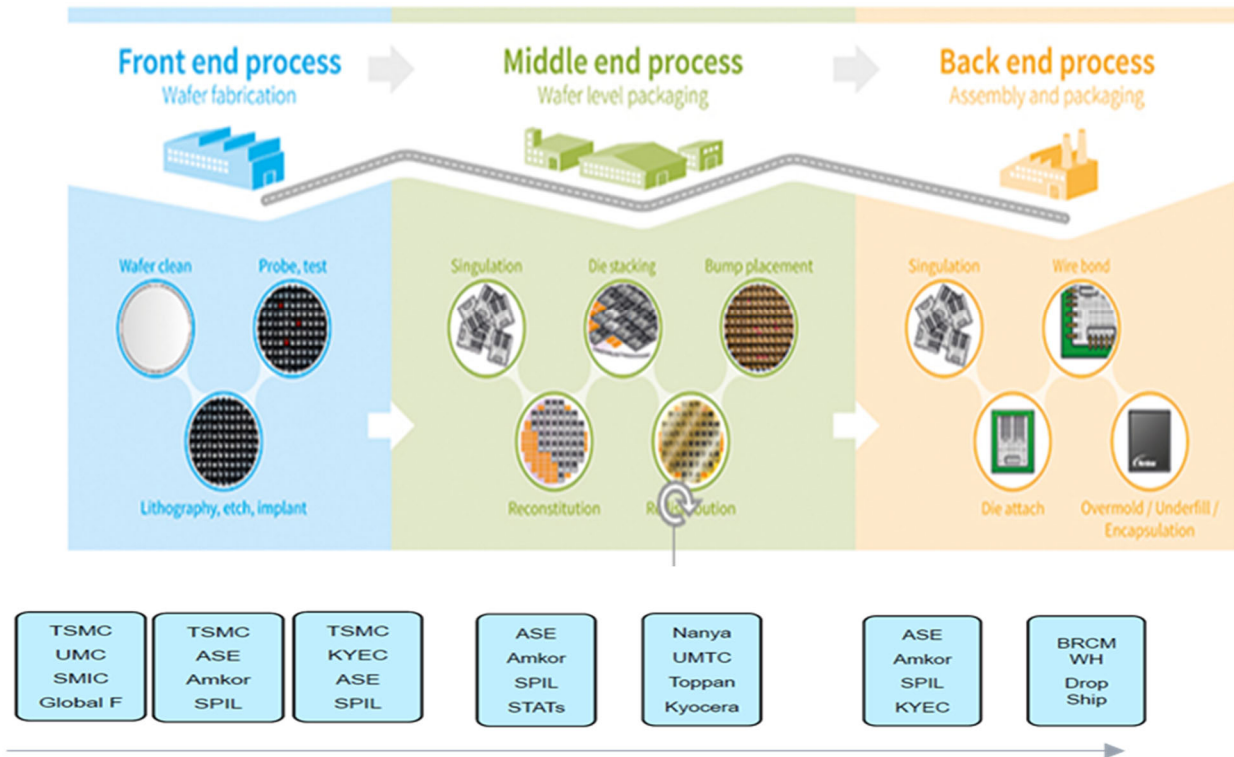 Front end process
Wafer fabrication
Middle end process
Wafer level packaging
Back end process
Assembly and packaging
Wafer clean
Probe, test
Lithography, etch, implant
Singulation
Die stacking
Bump placement
Reconstitution
Singulation
Wire bond
Die attach
Overmold / Underfill /
Encapsulation
TSMC
UMC
SMIC
Global F
TSMC
ASE
Amkor
SPIL
TSMC
KYEC
ASE
SPIL
ASE
Amkor
SPIL
STATs
Nanya
UMTC
Toppan
Kyocera
ASE
Amkor
SPIL
KYEC
BRCM
WH
Drop
Ship